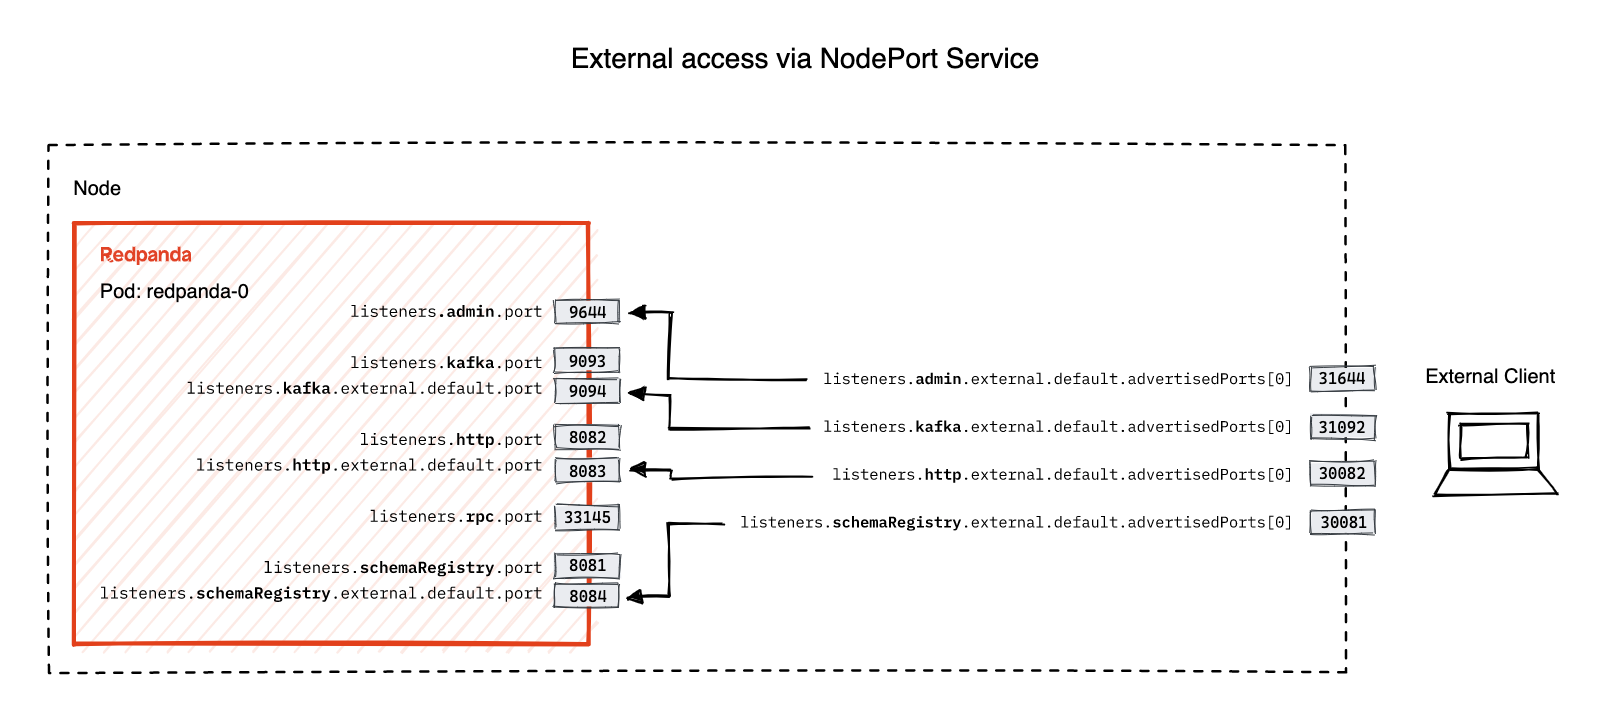 External access via NodePort Service
Node
Redpanda
Pod: redpanda-0
listeners.admin.port 9644
listeners.kafka.port 9093
listeners.kafka.external.default.port 9094
listeners.http.port 8082
listeners.http.external.default.port 8083
listeners.rpc.port 33145
listeners.schemaRegistry.port 8081
listeners.schemaRegistry.external.default.port 8084
listeners.admin.external.default.advertisedPorts[0] 31644
listeners.kafka.external.default.advertisedPorts[0] 31092
listeners.http.external.default.advertisedPorts[0] 30082
listeners.schemaRegistry.external.default.advertisedPorts[0] 30081
External Client